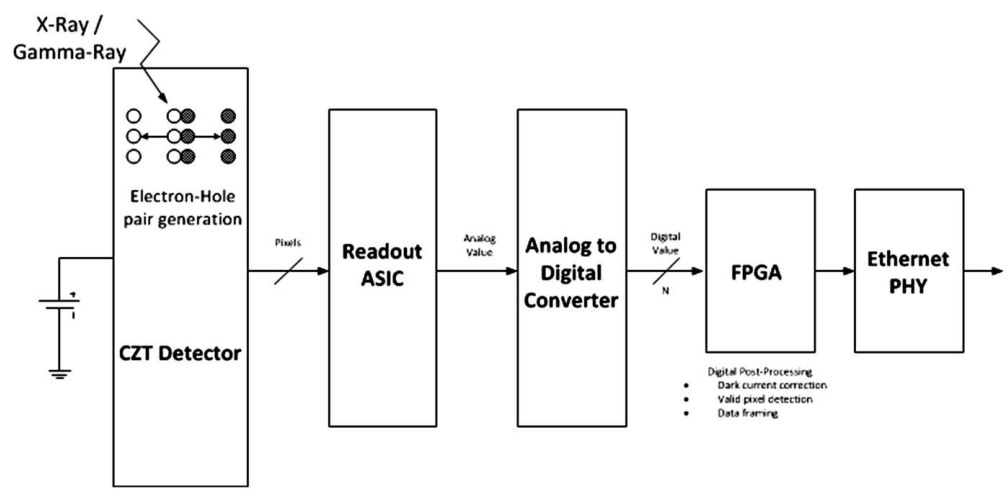 X-Ray /
Gamma-Ray
Electron-Hole
pair generation
CZT Detector
+
-
Pixels
Readout
ASIC
Analog
Value
Analog to
Digital
Converter
Digital
Value
N
FPGA
Digital Post-Processing
• Dark current correction
• Valid pixel detection
• Data framing
Ethernet
PHY